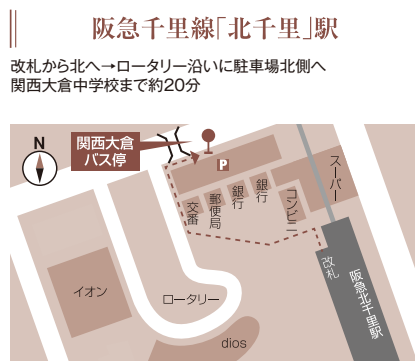 阪急千里線「北千里」駅
改札から北へ→ロータリー沿いに駐車場北側へ
関西大倉中学校まで約20分
N
関西大倉
バス停
P
スーパー
交番
郵便局
銀行
銀行
コンビニ
改札
阪急北千里駅
イオン
ロータリー
dios